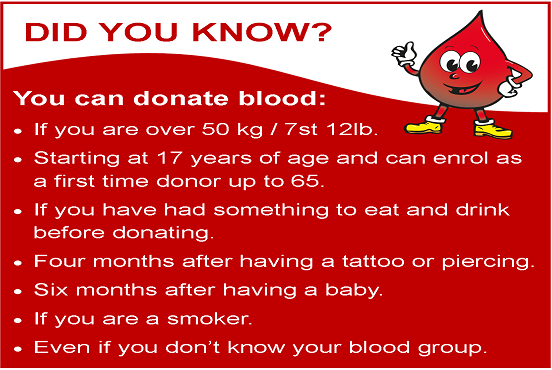 DID YOU KNOW?
You can donate blood:
• If you are over 50 kg / 7st 12lb.
• Starting at 17 years of age and can enrol as
a first time donor up to 65.
• If you have had something to eat and drink
before donating.
• Four months after having a tattoo or piercing.
• Six months after having a baby.
• If you are a smoker.
• Even if you don't know your blood group.